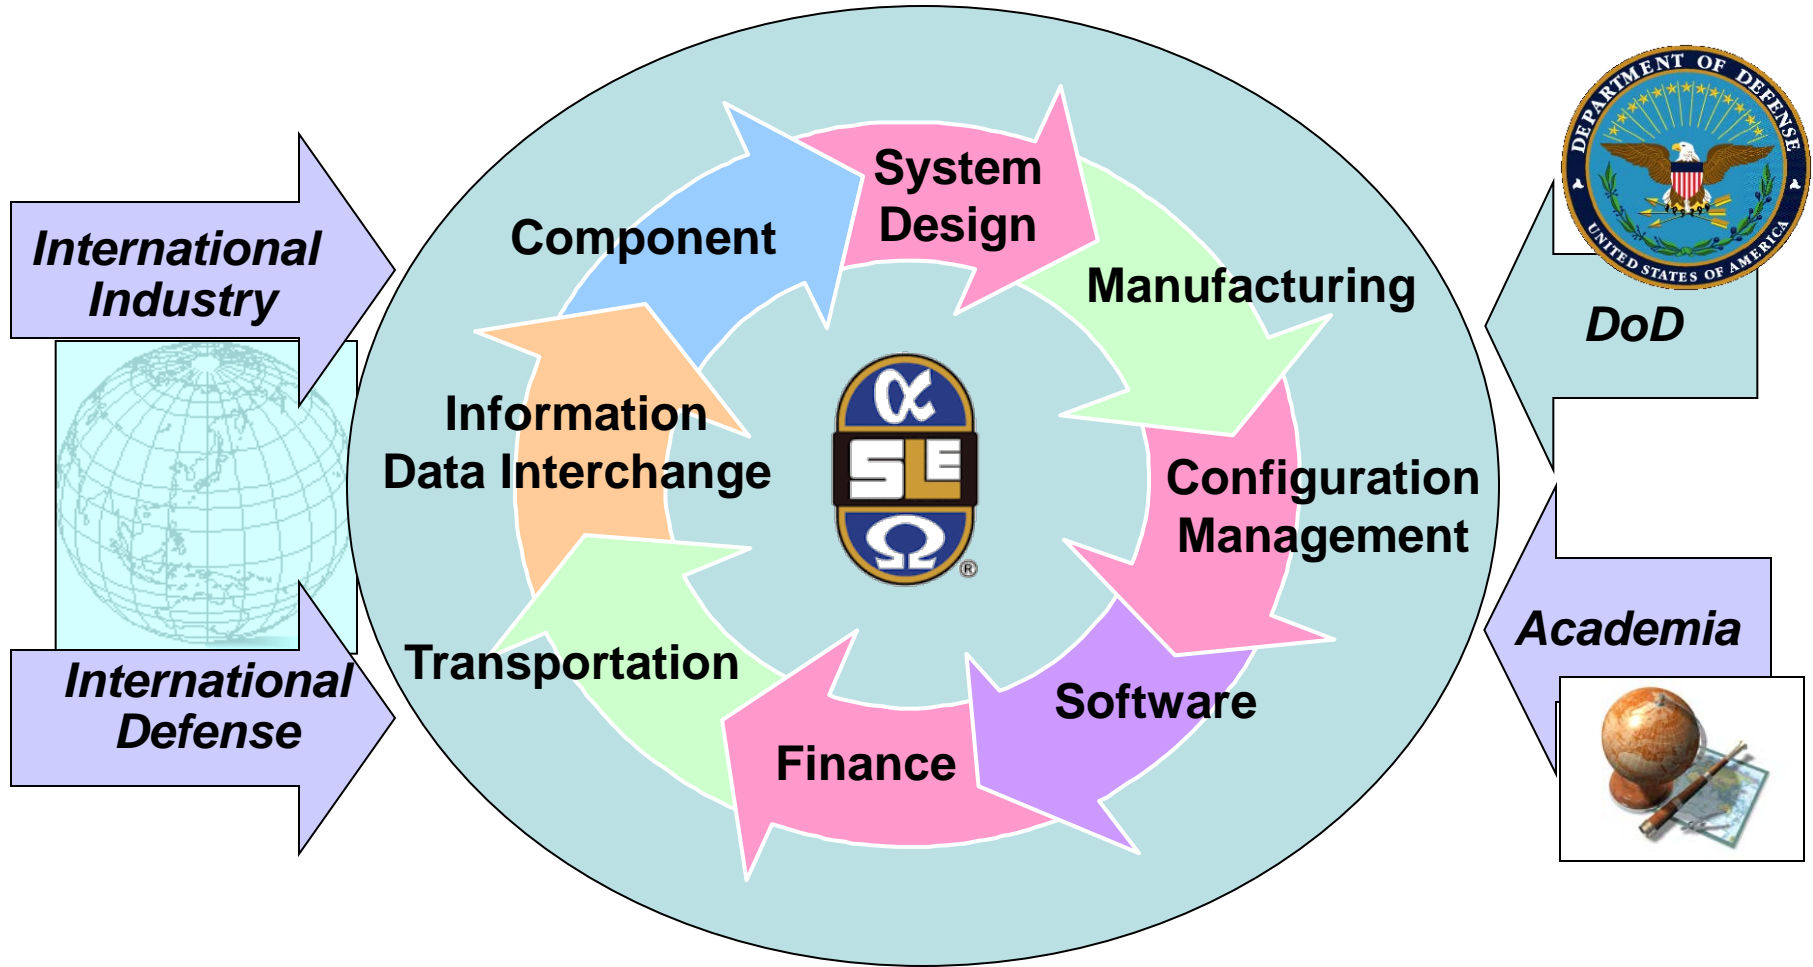 International
Industry
International
Defense
Component
System
Design
Manufacturing
Configuration
Management
Software
Finance
Transportation
Information
Data Interchange
α
SLE
Ω
®
DEPARTMENT OF DEFENSE
UNITED STATES OF AMERICA
DoD
Academia